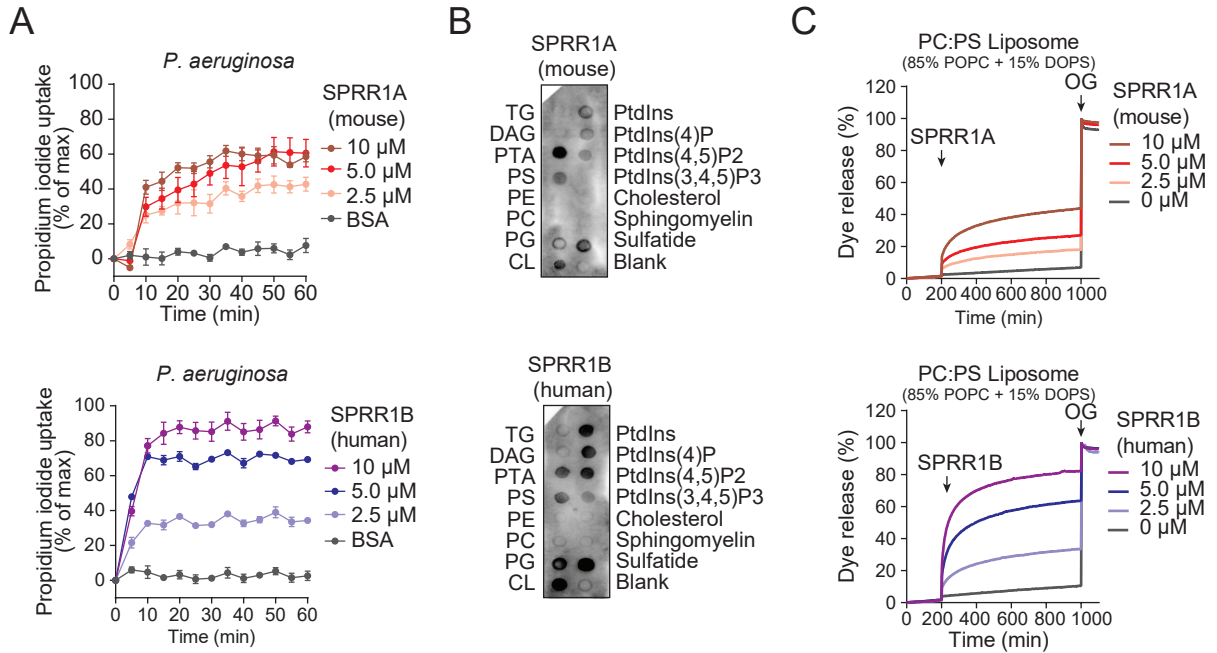 A
P. aeruginosa
Propidium iodide uptake
(% of max)
100
80
60
40
20
0
0 10 20 30 40 50 60
Time (min)
SPRR1A
(mouse)
10 µM
5.0 µM
2.5 µM
BSA
P. aeruginosa
Propidium iodide uptake
(% of max)
100
80
60
40
20
0
0 10 20 30 40 50 60
Time (min)
SPRR1B
(human)
10 µM
5.0 µM
2.5 µM
BSA
B
SPRR1A
(mouse)
TG PtdIns
DAG PtdIns(4)P
PTA PtdIns(4,5)P2
PS PtdIns(3,4,5)P3
PE Cholesterol
PC Sphingomyelin
PG Sulfatide
CL Blank
SPRR1B
(human)
TG PtdIns
DAG PtdIns(4)P
PTA PtdIns(4,5)P2
PS PtdIns(3,4,5)P3
PE Cholesterol
PC Sphingomyelin
PG Sulfatide
CL Blank
C
PC:PS Liposome
(85% POPC + 15% DOPS)
OG
SPRR1A
Dye release (%)
120
100
80
60
40
20
0
0 200 400 600 800 1000
Time (min)
SPRR1A
(mouse)
10 µM
5.0 µM
2.5 µM
0 µM
PC:PS Liposome
(85% POPC + 15% DOPS)
OG
SPRR1B
Dye release (%)
120
100
80
60
40
20
0
0 200 400 600 800 1000
Time (min)
SPRR1B
(human)
10 µM
5.0 µM
2.5 µM
0 µM